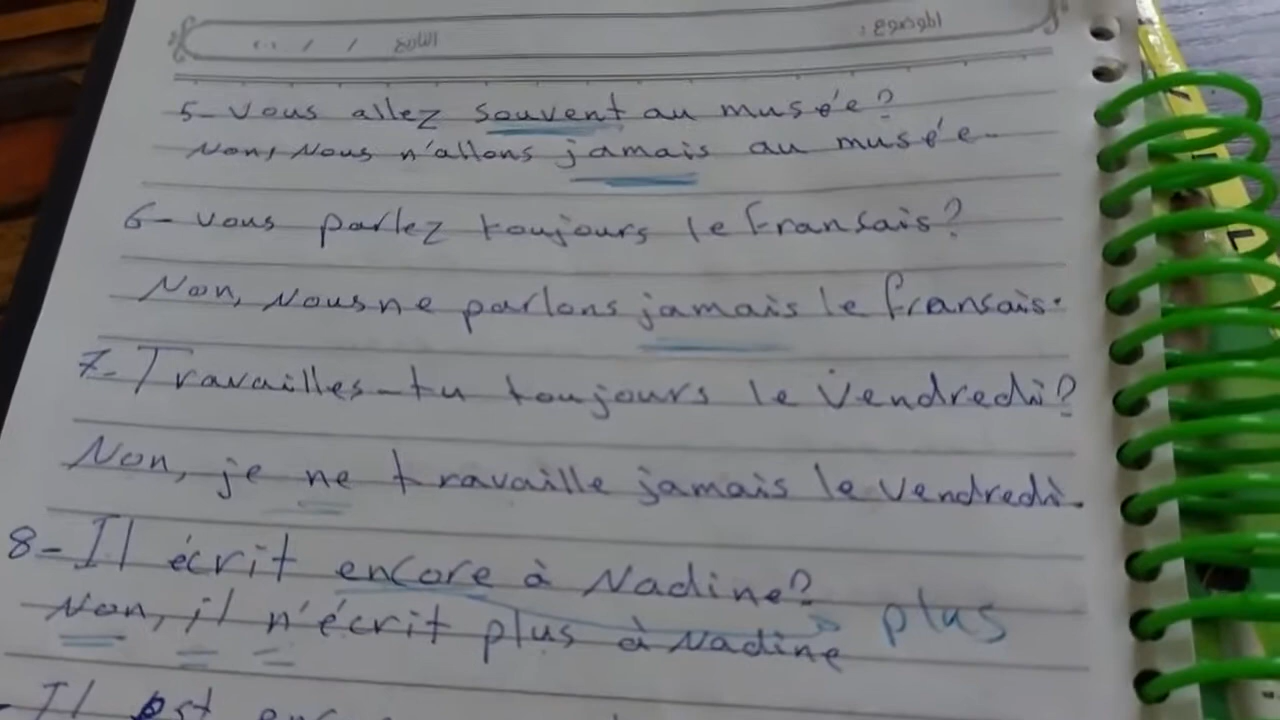 الموضوع :
التاريخ / / ..
5- Vous allez souvent au musée?
Non, Nous n'allons jamais au musée-
6- Vous parlez toujours le fransais?
Non, Nous ne parlons jamais le fransais.
7- Travailles-tu toujours le Vendredi?
Non, je ne travaille jamais le vendredi.
8- Il écrit encore à Nadine?
plus
Non, il n'écrit plus à Nadine
- Il est